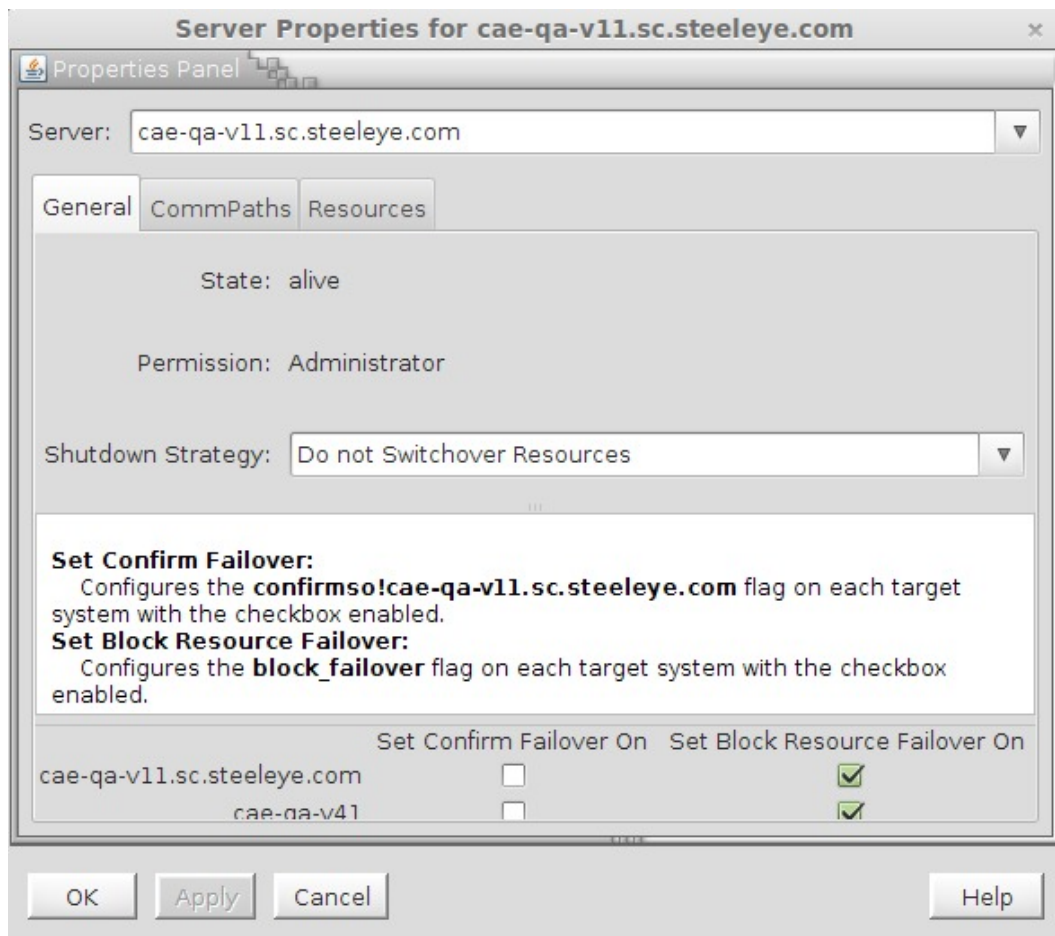 Server Properties for cae-qa-v11.sc.steeleye.com
Properties Panel
Server: cae-qa-v11.sc.steeleye.com
General CommPaths Resources
State: alive
Permission: Administrator
Shutdown Strategy: Do not Switchover Resources
Set Confirm Failover:
Configures the confirmso!cae-qa-v11.sc.steeleye.com flag on each target
system with the checkbox enabled.
Set Block Resource Failover:
Configures the block_failover flag on each target system with the checkbox
enabled.
Set Confirm Failover On Set Block Resource Failover On
cae-qa-v11.sc.steeleye.com
cae-qa-v41
OK Apply Cancel Help